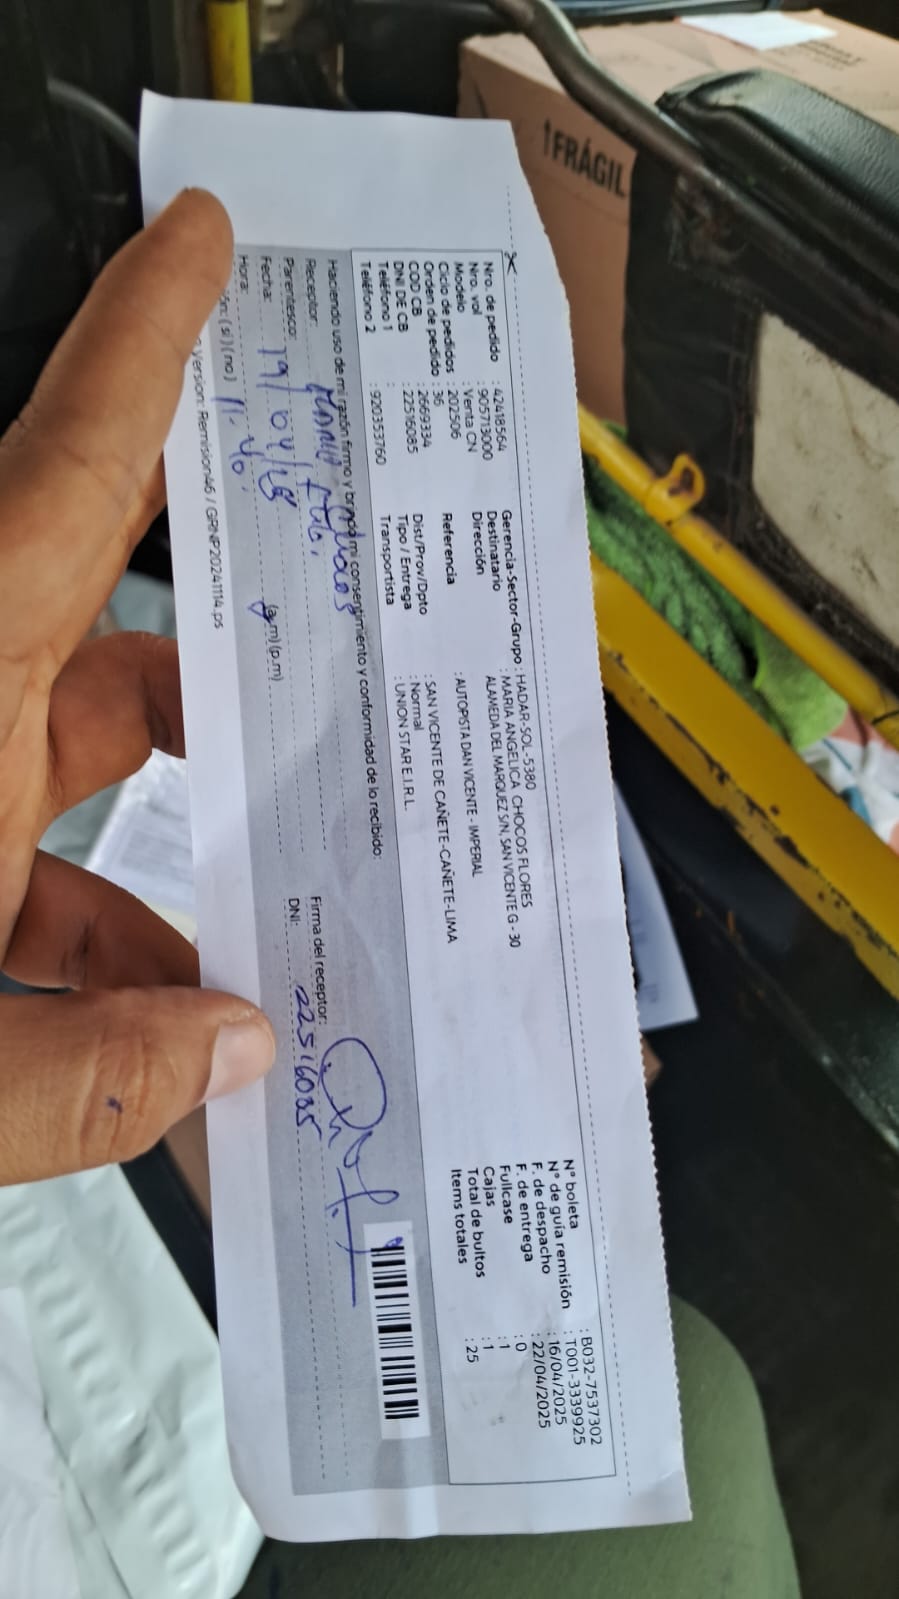 ↑FRÁGIL
Nro. de pedido : 42418564
Nro. vol : 905713000
Modelo : Venta CN
Ciclo de pedidos : 202506
Orden de pedido : 36
COD CB : 2669334
DNI DE CB : 22516085
Teléfono 1 :
Teléfono 2 : 920353760
Gerencia-Sector-Grupo : HADAR-SOL-5380
Destinatario : MARIA ANGELICA CHOCOS FLORES
Dirección ALAMEDA DEL MARQUEZ S/N, SAN VICENTE G - 30
Referencia : AUTOPISTA DAN VICENTE - IMPERIAL
Dist/Prov/Dpto : SAN VICENTE DE CAÑETE-CAÑETE-LIMA
Tipo / Entrega : Normal
Transportista : UNION STAR E.I.R.L.
N° boleta : B032-7537302
N° de guía remisión : T001-3339925
F. de despacho : 16/04/2025
F. de entrega : 22/04/2025
Fullcase : 0
Cajas : 1
Total de bultos : 1
Items totales : 25
Haciendo uso de mi razón firmo y brindo mi consentimiento y conformidad de lo recibido:
Receptor:
Parentesco:
Fecha: 19/04/25
Hora: 11:40 (a.m)(p.m)
Firma del receptor:
DNI: 22516085
(si)(no)
Version: Remision46 / GRNP20241114.ps